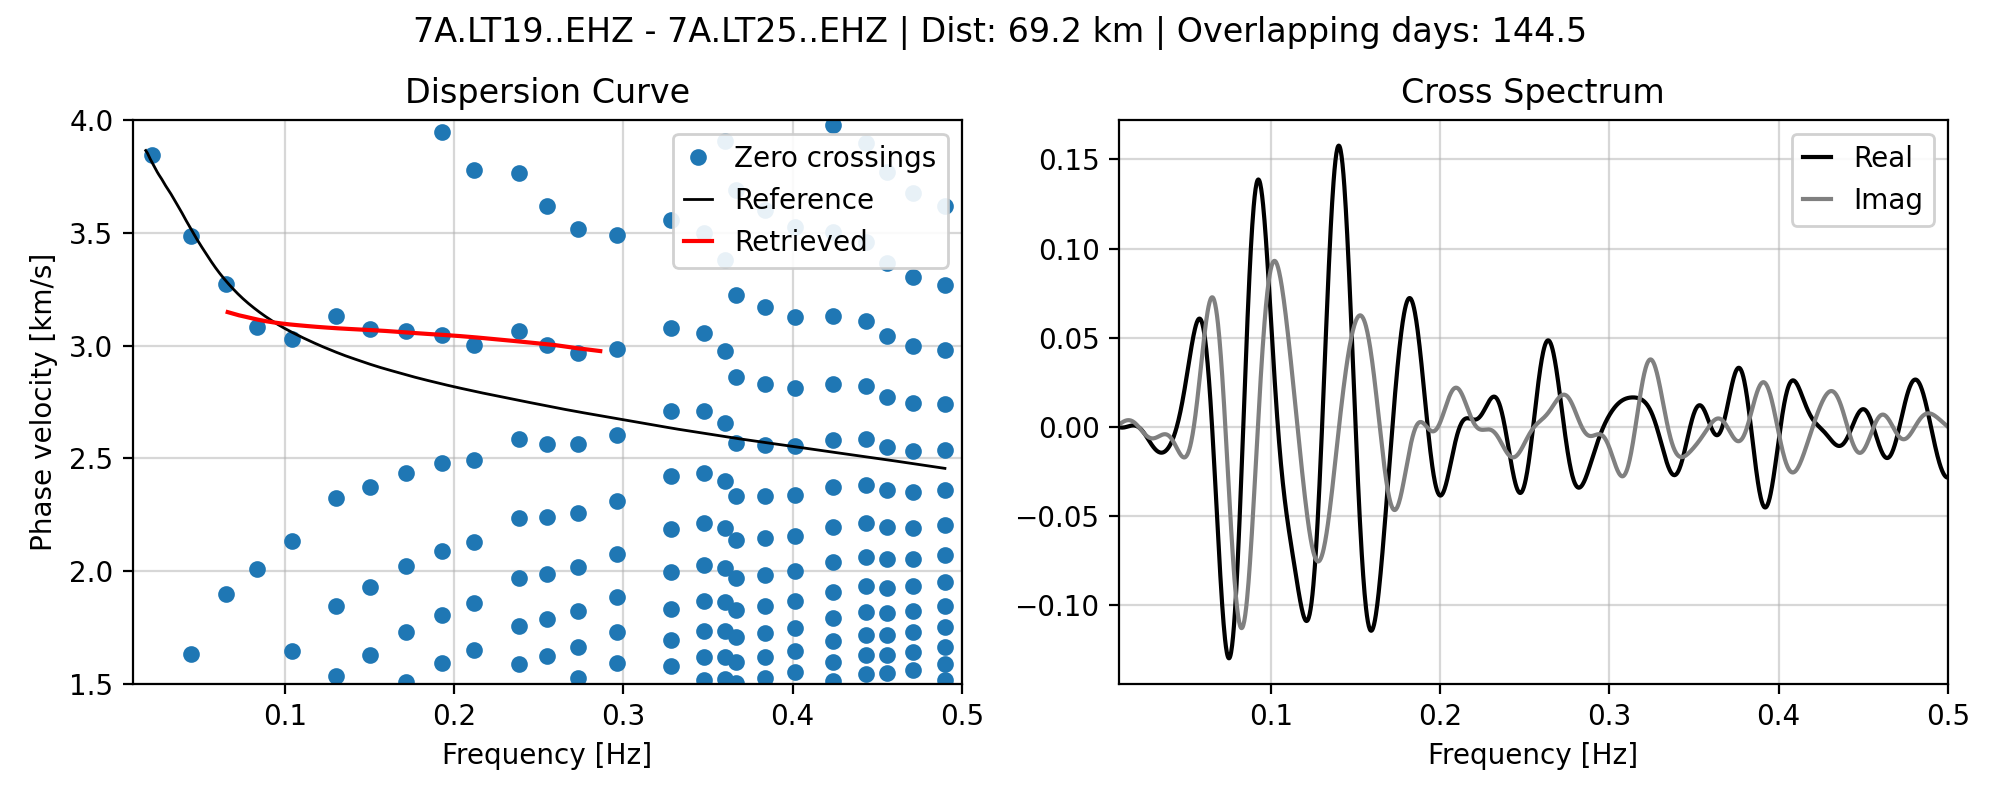 7A.LT19..EHZ - 7A.LT25..EHZ | Dist: 69.2 km | Overlapping days: 144.5
Dispersion Curve
Phase velocity [km/s]
4.0
3.5
3.0
2.5
2.0
1.5
0.1
0.2
0.3
0.4
0.5
Frequency [Hz]
Zero crossings
Reference
Retrieved
Cross Spectrum
0.15
0.10
0.05
0.00
−0.05
−0.10
0.1
0.2
0.3
0.4
0.5
Frequency [Hz]
Real
Imag